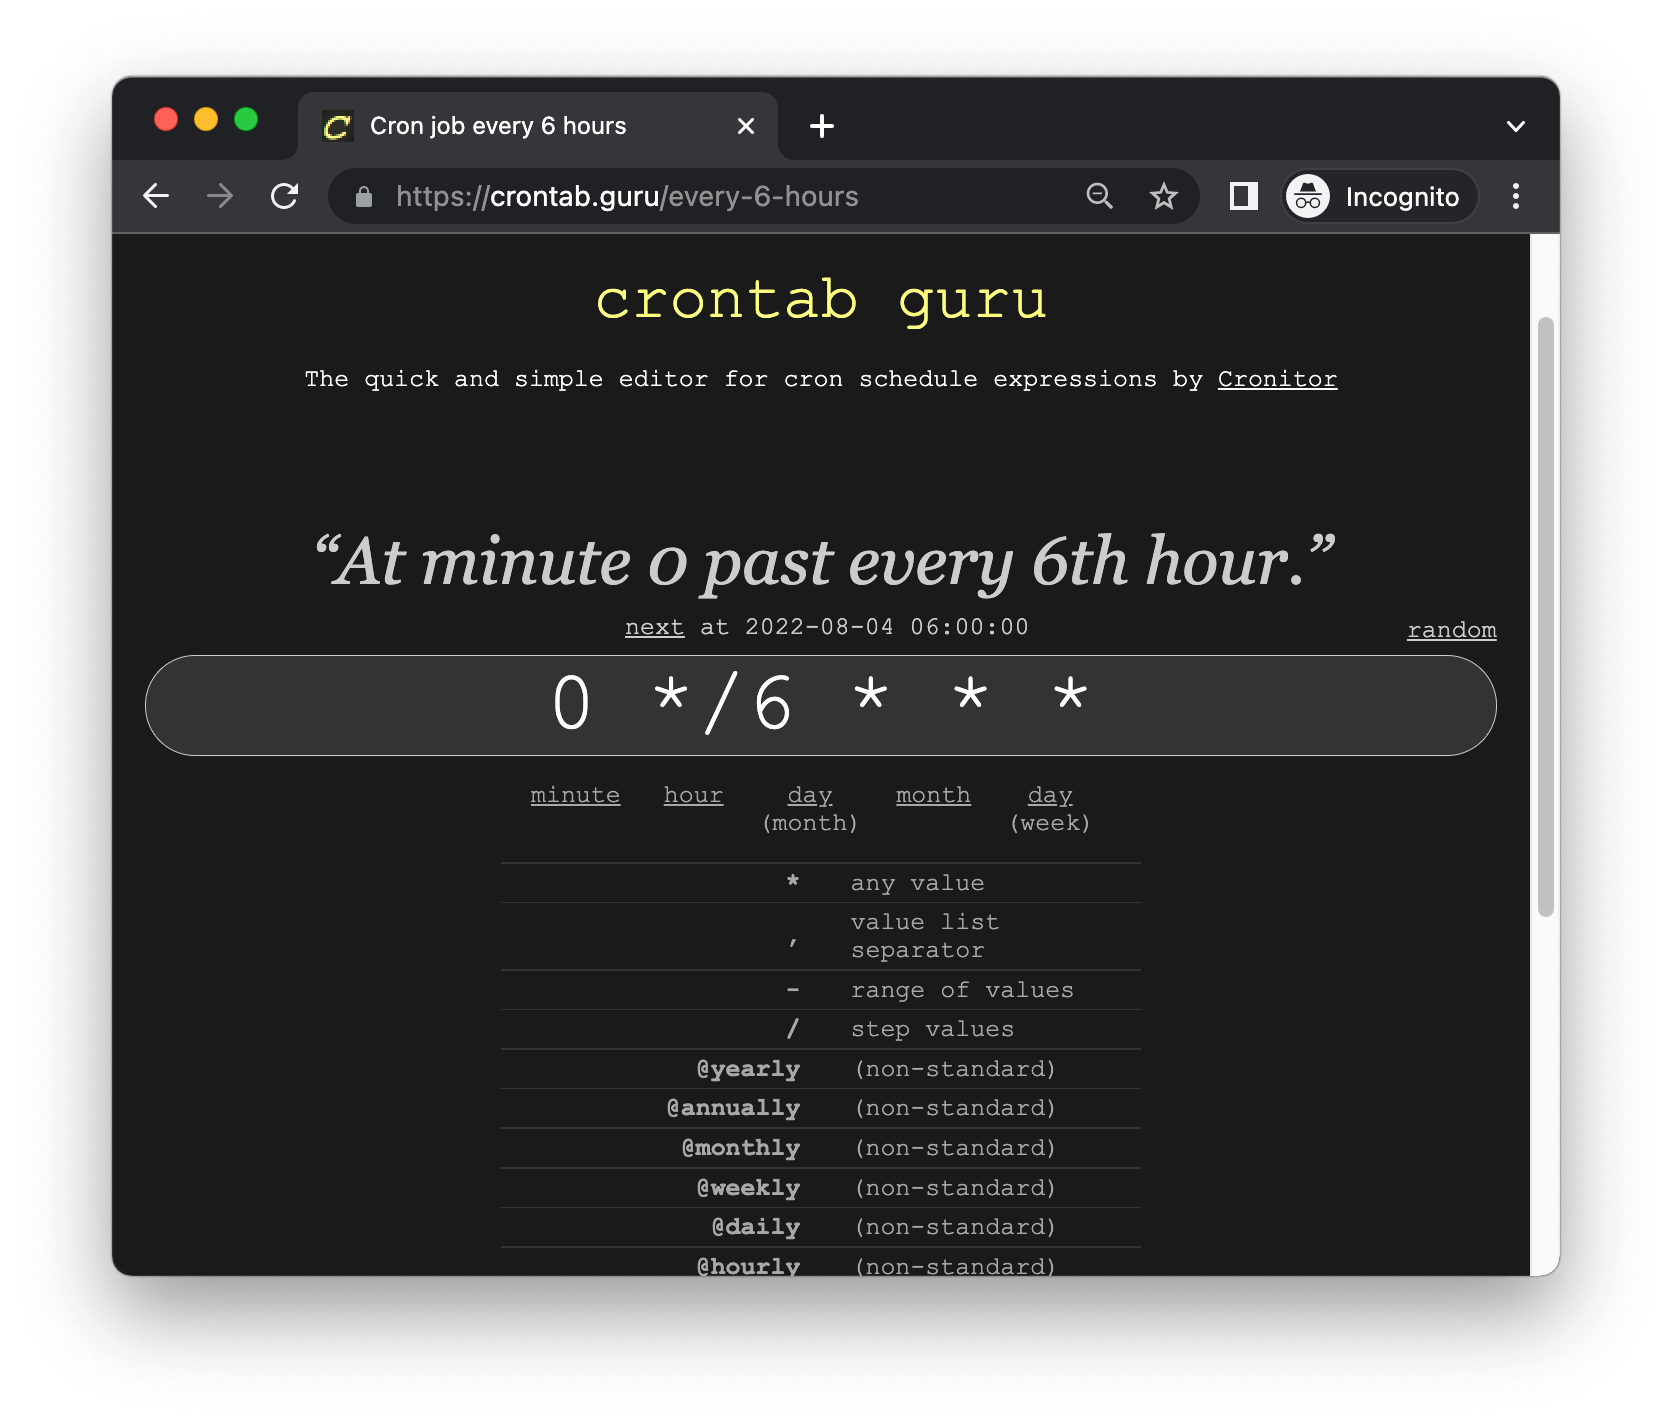 Cron job every 6 hours
https://crontab.guru/every-6-hours
Incognito
crontab guru
The quick and simple editor for cron schedule expressions by Cronitor
“At minute 0 past every 6th hour.”
next at 2022-08-04 06:00:00
random
0 */6 * * *
minute hour day (month) month day (week)
* any value
, value list separator
- range of values
/ step values
@yearly (non-standard)
@annually (non-standard)
@monthly (non-standard)
@weekly (non-standard)
@daily (non-standard)
@hourly (non-standard)